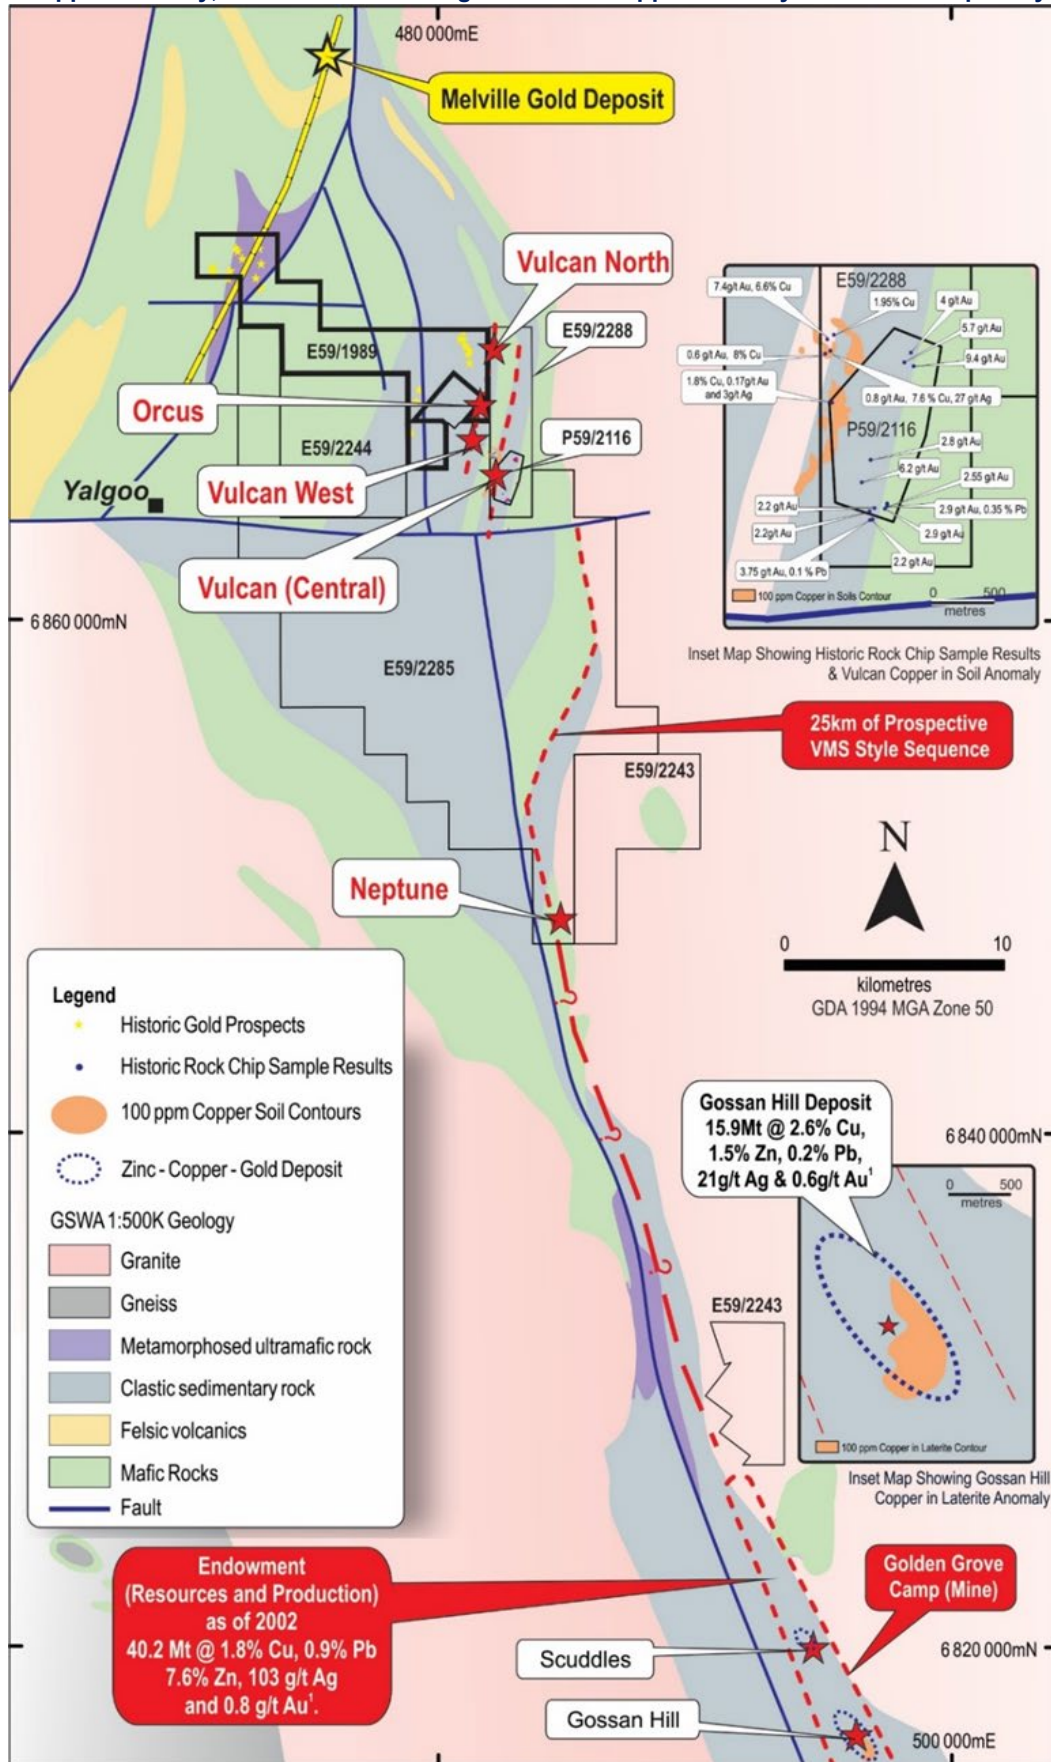 480 000mE
Melville Gold Deposit
Vulcan North
E59/2288
E59/1989
Orcus
E59/2244
P59/2116
Vulcan West
Yalgoo
Vulcan (Central)
6 860 000mN
E59/2285
E59/2288
7.4g/t Au, 6.6% Cu
1.95% Cu
4 g/t Au
5.7 g/t Au
0.6 g/t Au, 8% Cu
9.4 g/t Au
1.8% Cu, 0.17g/t Au
and 3g/t Ag
0.8 g/t Au, 7.6 % Cu, 27 g/t Ag
P59/2116
2.8 g/t Au
6.2 g/t Au
2.55 g/t Au
2.2 g/t Au
2.9 g/t Au, 0.35 % Pb
2.2g/t Au
2.9 g/t Au
3.75 g/t Au, 0.1 % Pb
2.2 g/t Au
100 ppm Copper in Soils Contour
0 500
metres
Inset Map Showing Historic Rock Chip Sample Results
& Vulcan Copper in Soil Anomaly
25km of Prospective
VMS Style Sequence
E59/2243
Neptune
N
0 10
kilometres
GDA 1994 MGA Zone 50
Legend
Historic Gold Prospects
Historic Rock Chip Sample Results
100 ppm Copper Soil Contours
Zinc - Copper - Gold Deposit
GSWA 1:500K Geology
Granite
Gneiss
Metamorphosed ultramafic rock
Clastic sedimentary rock
Felsic volcanics
Mafic Rocks
Fault
?
?
?
6 840 000mN
Gossan Hill Deposit
15.9Mt @ 2.6% Cu,
1.5% Zn, 0.2% Pb,
21g/t Ag & 0.6g/t Au¹
0 500
metres
E59/2243
100 ppm Copper in Laterite Contour
Inset Map Showing Gossan Hill
Copper in Laterite Anomaly
Endowment
(Resources and Production)
as of 2002
40.2 Mt @ 1.8% Cu, 0.9% Pb
7.6% Zn, 103 g/t Ag
and 0.8 g/t Au¹.
Golden Grove
Camp (Mine)
Scuddles
6 820 000mN
Gossan Hill
500 000mE